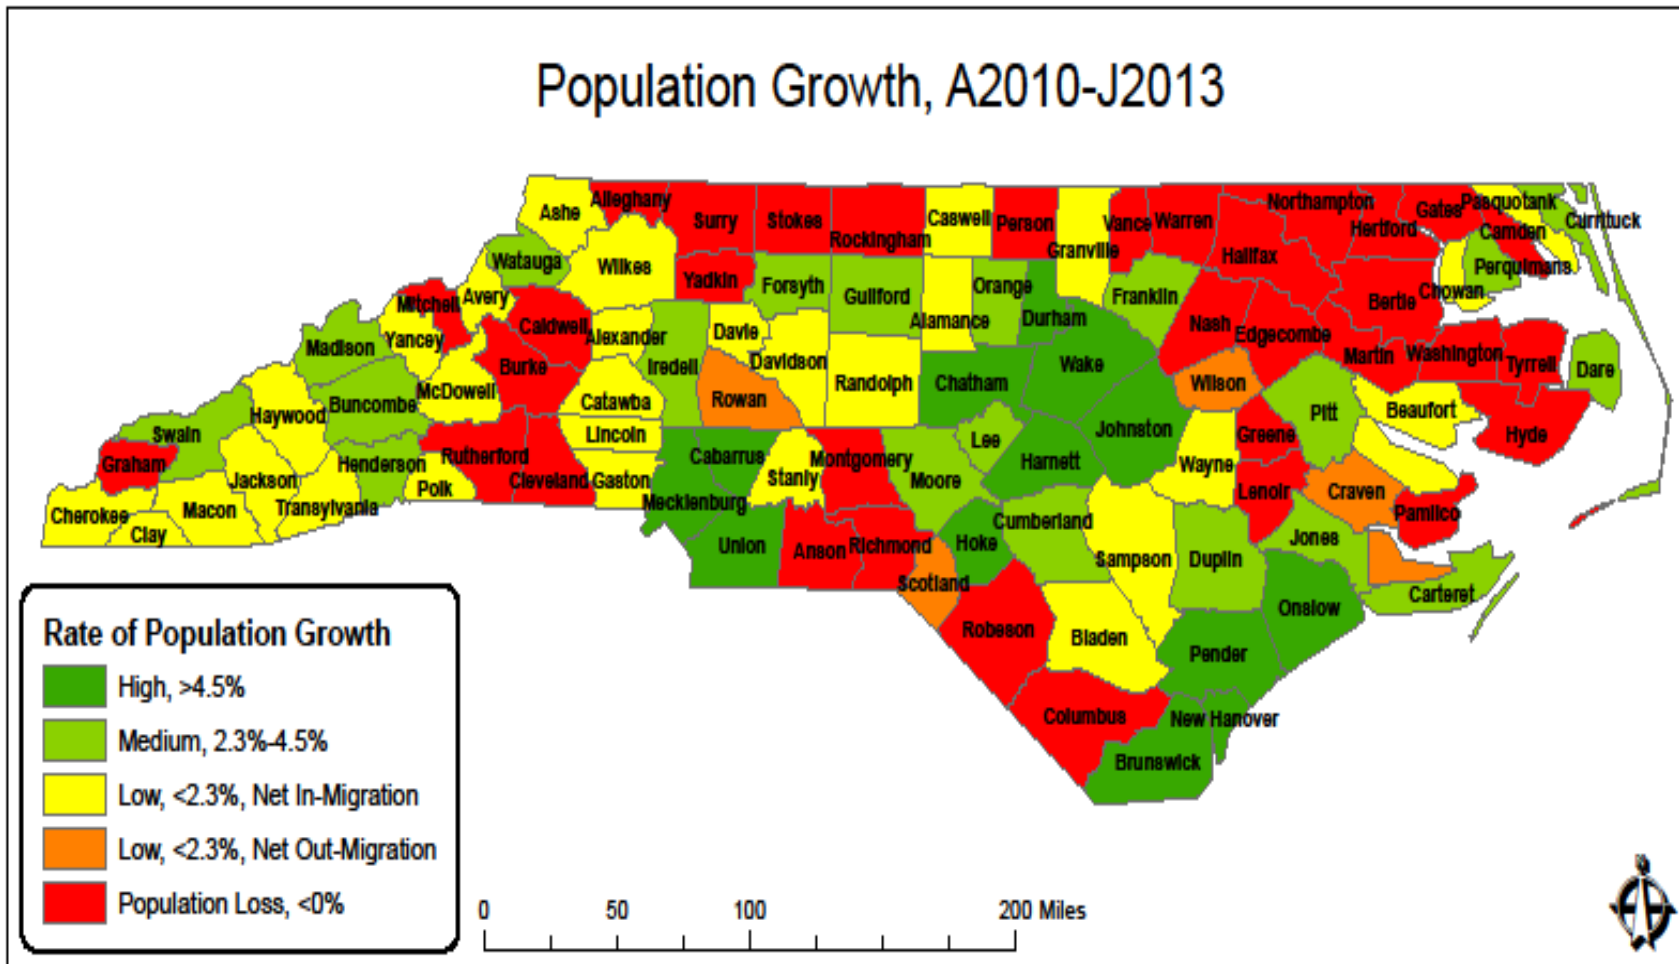 Population Growth, A2010-J2013
Ashe
Alleghany
Surry
Stokes
Rockingham
Caswell
Person
Granville
Vance
Warren
Northampton
Hertford
Gates
Pasquotank
Camden
Currituck
Watauga
Wilkes
Yadkin
Forsyth
Guilford
Alamance
Orange
Durham
Franklin
Halifax
Bertie
Chowan
Perquimans
Mitchell
Avery
Caldwell
Alexander
Davie
Iredell
Davidson
Randolph
Chatham
Wake
Nash
Edgecombe
Martin
Washington
Tyrrell
Dare
Madison
Yancey
Burke
McDowell
Catawba
Rowan
Wilson
Pitt
Beaufort
Hyde
Swain
Haywood
Buncombe
Lincoln
Lee
Johnston
Greene
Graham
Jackson
Henderson
Rutherford
Cleveland
Gaston
Cabarrus
Stanly
Montgomery
Moore
Harnett
Wayne
Lenoir
Craven
Pamlico
Cherokee
Clay
Macon
Transylvania
Polk
Mecklenburg
Union
Anson
Richmond
Scotland
Hoke
Cumberland
Sampson
Duplin
Jones
Carteret
Onslow
Robeson
Bladen
Pender
Columbus
New Hanover
Brunswick
Rate of Population Growth
High, >4.5%
Medium, 2.3%-4.5%
Low, <2.3%, Net In-Migration
Low, <2.3%, Net Out-Migration
Population Loss, <0%
0 50 100 200 Miles